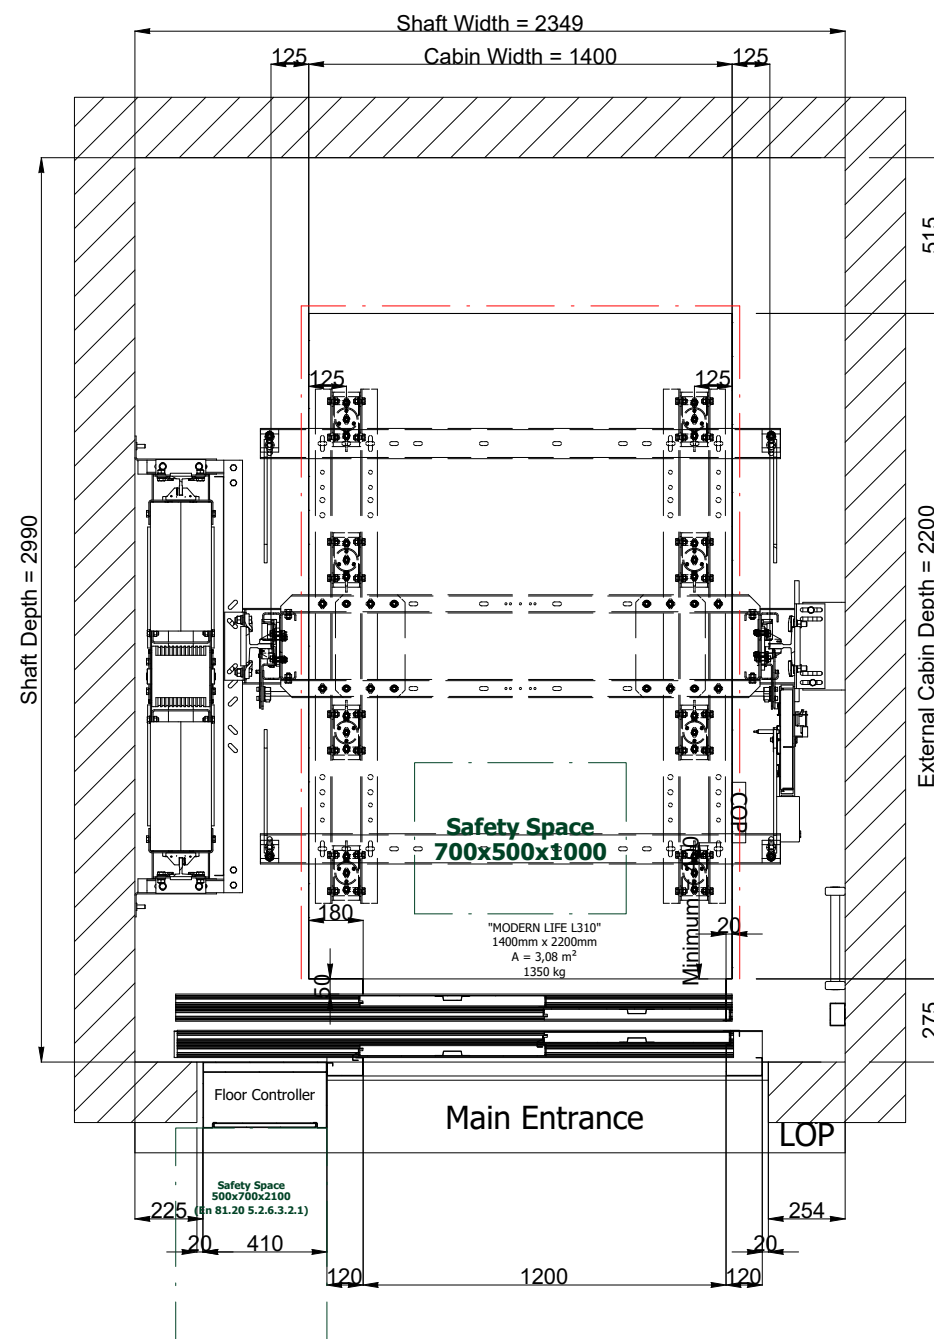 Shaft Width = 2349
125
Cabin Width = 1400
125
515
125
125
Shaft Depth = 2990
External Cabin Depth = 2200
COP
Safety Space
700x500x1000
180
Minimum
20
"MODERN LIFE L310"
1400mm x 2200mm
A = 3,08 m²
1350 kg
50
275
Floor Controller
Main Entrance
LOP
Safety Space
500x700x2100
(En 81.20 5.2.6.3.2.1)
225
254
20
410
20
120
1200
120